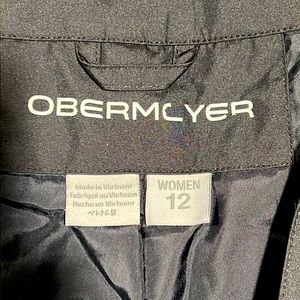 OBERMEYER
Made in Vietnam
Fabriqué au Vietnam
Hecho en Vietnam
ベトナム製
WOMEN
12